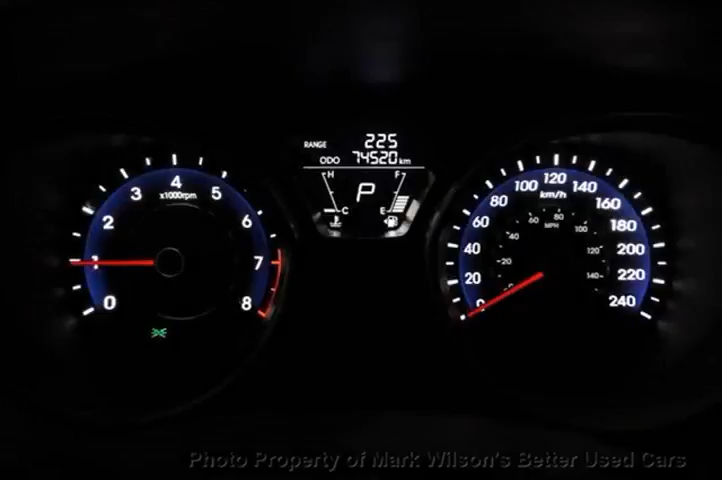 RANGE 225
ODO 74520 km
H F
P
C E
0 1 2 3 4 5 6 7 8
x1000rpm
0 20 40 60 80 100 120 140 160 180 200 220 240
km/h
20 40 60 80 100 120 140
MPH
Photo Property of Mark Wilson's Better Used Cars